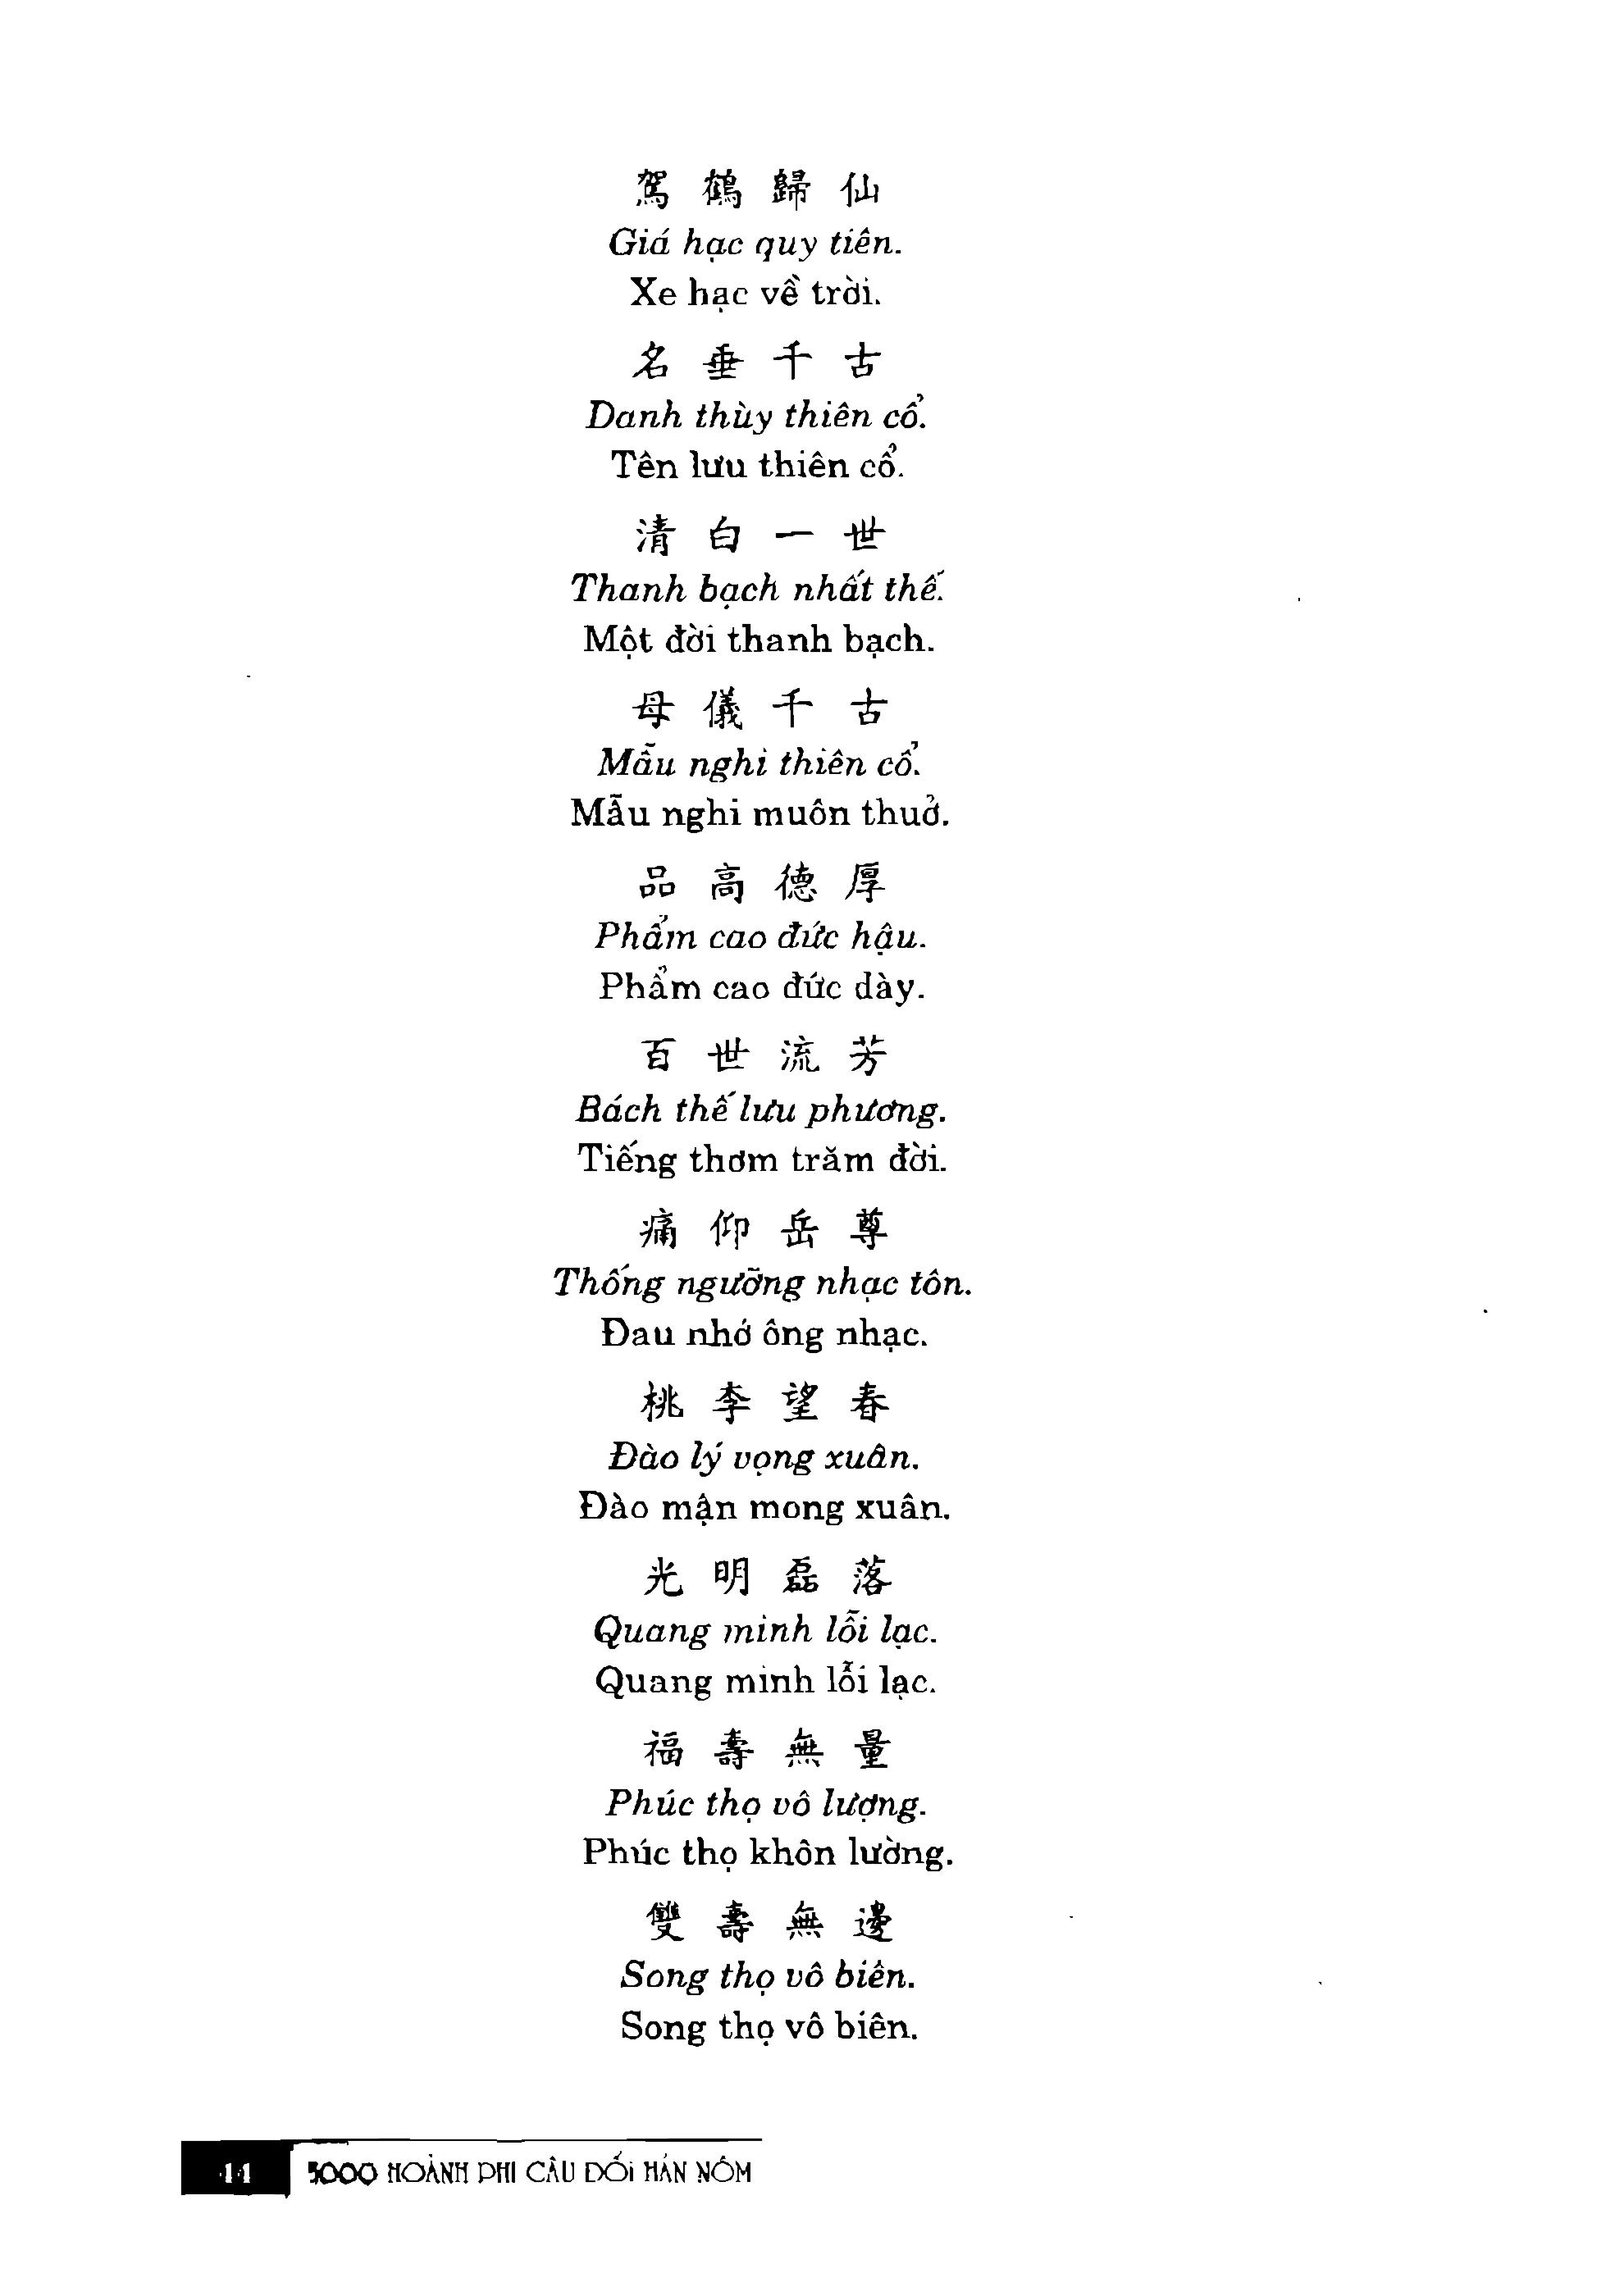 駕鶴歸仙
Giá hạc quy tiên.
Xe hạc về trời.
名垂千古
Danh thùy thiên cổ.
Tên lưu thiên cổ.
清白一世
Thanh bạch nhất thế.
Một đời thanh bạch.
母儀千古
Mẫu nghi thiên cổ.
Mẫu nghi muôn thuở.
品高德厚
Phẩm cao đức hậu.
Phẩm cao đức dày.
百世流芳
Bách thế lưu phương.
Tiếng thơm trăm đời.
痛仰岳尊
Thống ngưỡng nhạc tôn.
Đau nhớ ông nhạc.
桃李望春
Đào lý vọng xuân.
Đào mận mong xuân.
光明磊落
Quang minh lỗi lạc.
Quang minh lỗi lạc.
福壽無量
Phúc thọ vô lượng.
Phúc thọ khôn lường.
雙壽無邊
Song thọ vô biên.
Song thọ vô biên.
5000 HOÀNH PHI CÂU ĐỐI HÁN NÔM